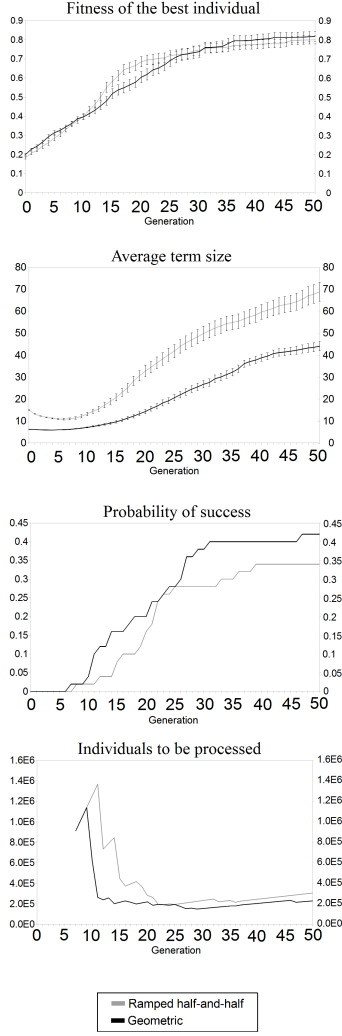 Fitness of the best individual
0.9 0.9
0.8 0.8
0.7 0.7
0.6 0.6
0.5 0.5
0.4 0.4
0.3 0.3
0.2 0.2
0.1 0.1
0 0
0 5 10 15 20 25 30 35 40 45 50
Generation
Average term size
80 80
70 70
60 60
50 50
40 40
30 30
20 20
10 10
0 0
0 5 10 15 20 25 30 35 40 45 50
Generation
Probability of success
0.45 0.45
0.4 0.4
0.35 0.35
0.3 0.3
0.25 0.25
0.2 0.2
0.15 0.15
0.1 0.1
0.05 0.05
0 0
0 5 10 15 20 25 30 35 40 45 50
Generation
Individuals to be processed
1.6E6 1.6E6
1.4E6 1.4E6
1.2E6 1.2E6
1.0E6 1.0E6
8.0E5 8.0E5
6.0E5 6.0E5
4.0E5 4.0E5
2.0E5 2.0E5
0.0E0 0.0E0
0 5 10 15 20 25 30 35 40 45 50
Generation
Ramped half-and-half
Geometric